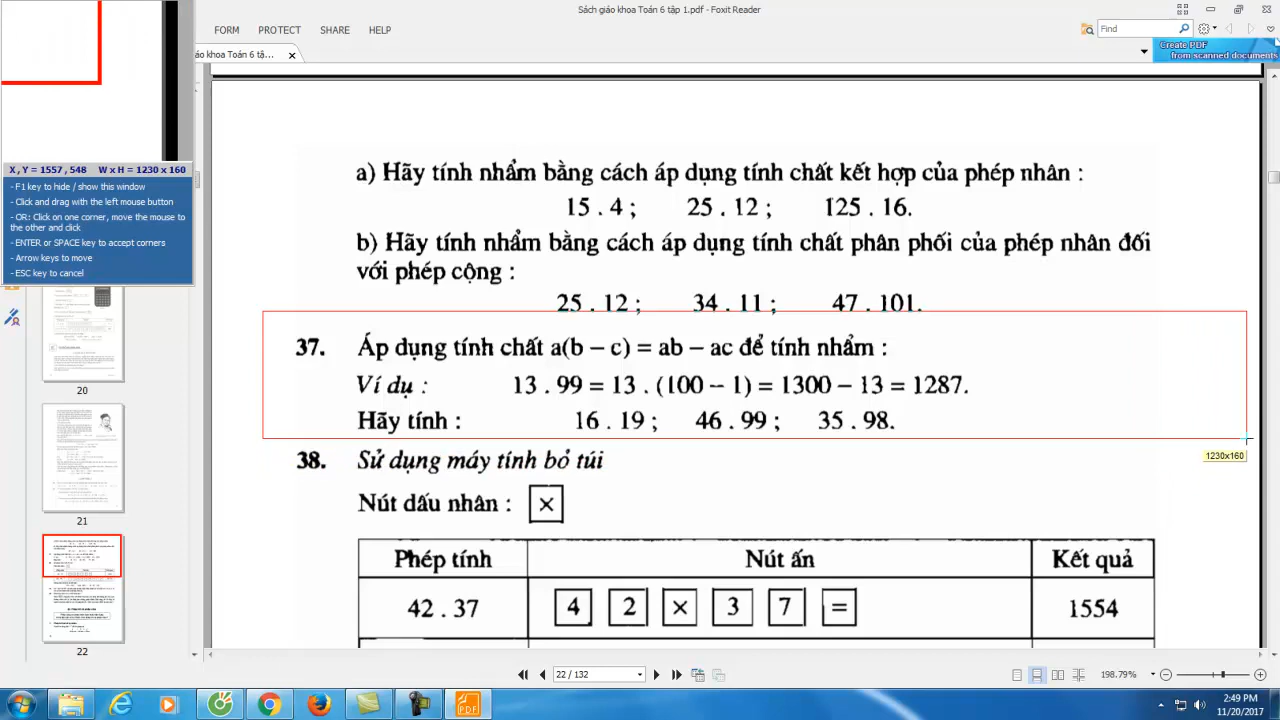 Sách giáo khoa Toán 6 tập 1.pdf - Foxit Reader
FORM PROTECT SHARE HELP
Find
áo khoa Toán 6 tậ...
Create PDF
from scanned documents
X , Y = 1557 , 548 W x H = 1230 x 160
- F1 key to hide / show this window
- Click and drag with the left mouse button
- OR: Click on one corner, move the mouse to
the other and click
- ENTER or SPACE key to accept corners
- Arrow keys to move
- ESC key to cancel
20
21
22
a) Hãy tính nhẩm bằng cách áp dụng tính chất kết hợp của phép nhân :
15 . 4 ; 25 . 12 ; 125 . 16.
b) Hãy tính nhẩm bằng cách áp dụng tính chất phân phối của phép nhân đối
với phép cộng :
25 . 12 ; 34 . 11 ; 47 . 101.
37. Áp dụng tính chất a(b – c) = ab – ac để tính nhẩm :
Ví dụ : 13 . 99 = 13 . (100 – 1) = 1300 – 13 = 1287.
Hãy tính : 16 . 19 ; 46 . 99 ; 35 . 98.
1230x160
38. Sử dụng máy tính bỏ túi
Nút dấu nhân : ×
Phép tính Nút ấn Kết quả
42 . 37 4 2 × 3 7 = 1554
22 / 132
198.79%
2:49 PM
11/20/2017